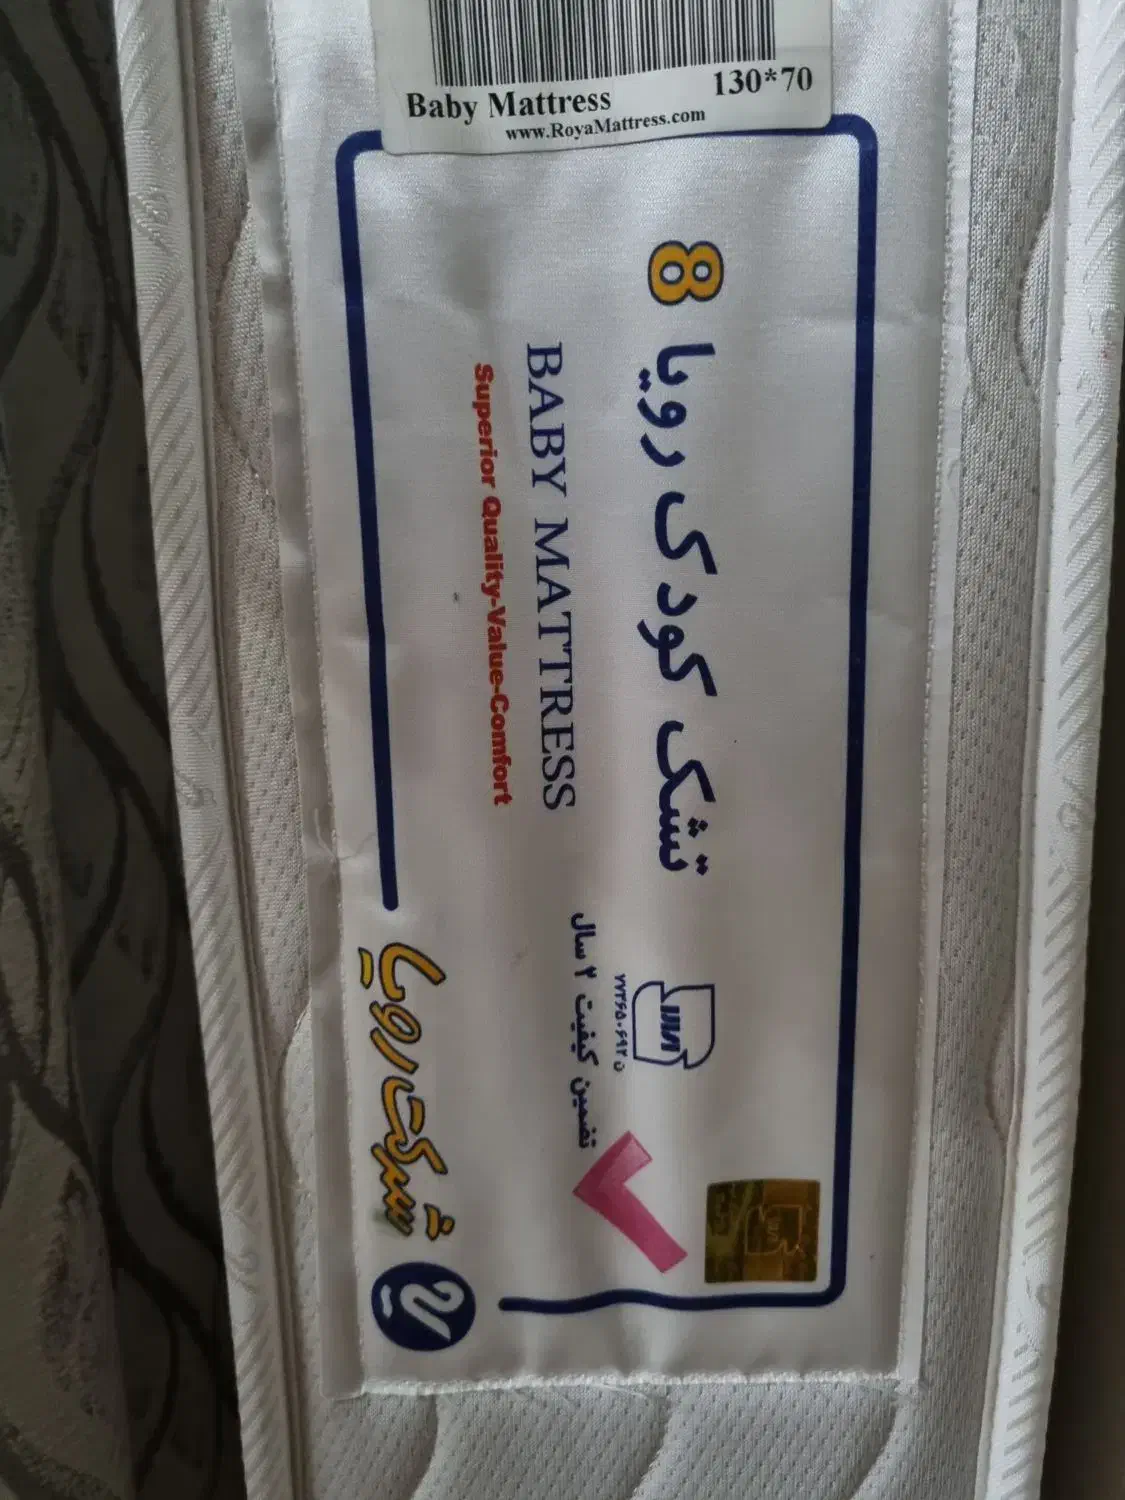 Baby Mattress 130*70
www.RoyaMattress.com
تشک کودک رویا 8
BABY MATTRESS
Superior Quality-Value-Comfort
تضمین کیفیت ۲ سال
شرکت رویا